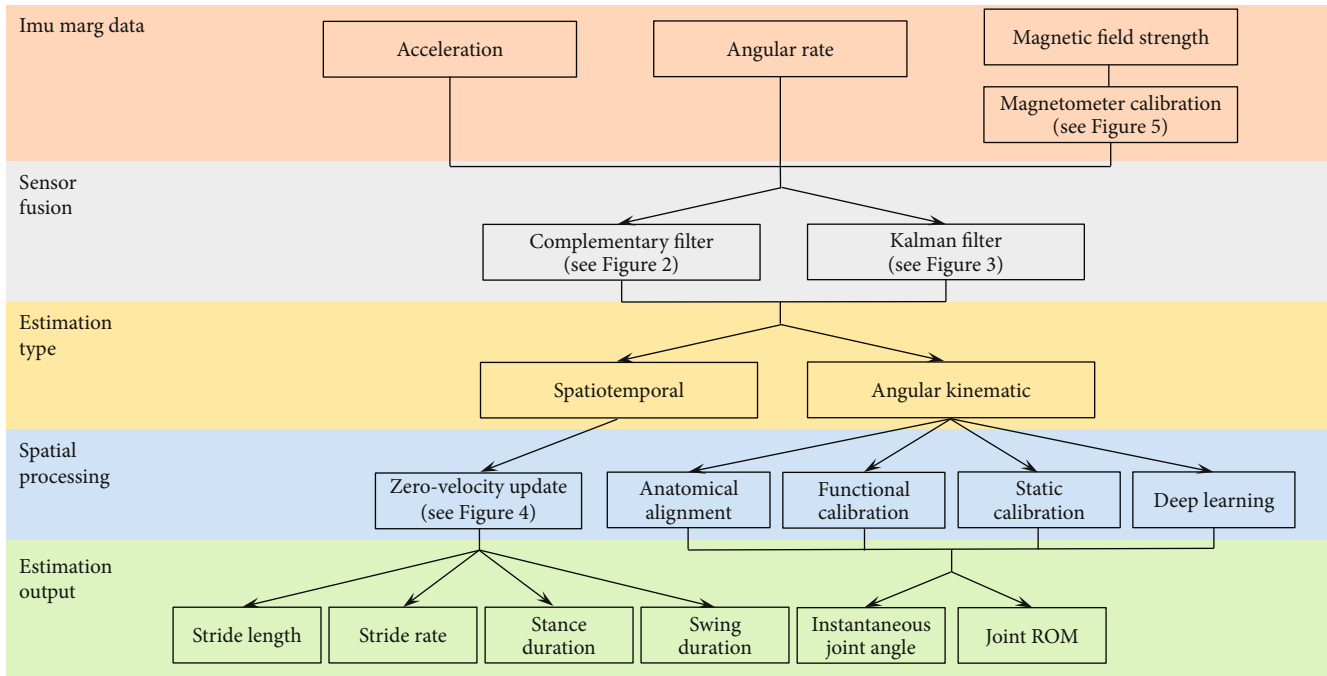 Imu marg data
Acceleration
Angular rate
Magnetic field strength
Magnetometer calibration
(see Figure 5)
Sensor
fusion
Complementary filter
(see Figure 2)
Kalman filter
(see Figure 3)
Estimation
type
Spatiotemporal
Angular kinematic
Spatial
processing
Zero-velocity update
(see Figure 4)
Anatomical
alignment
Functional
calibration
Static
calibration
Deep learning
Estimation
output
Stride length
Stride rate
Stance
duration
Swing
duration
Instantaneous
joint angle
Joint ROM